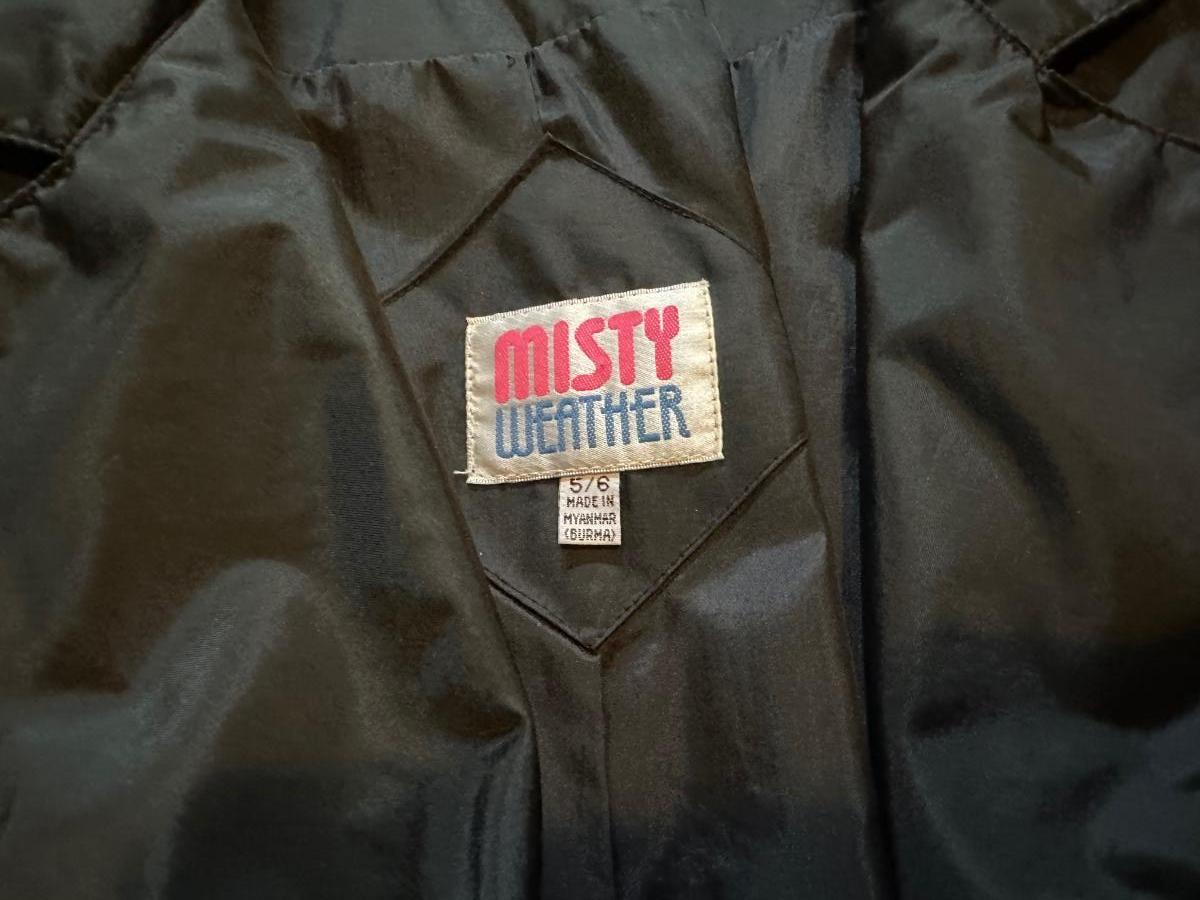 MISTY
WEATHER
5/6
MADE IN
MYANMAR
(BURMA)